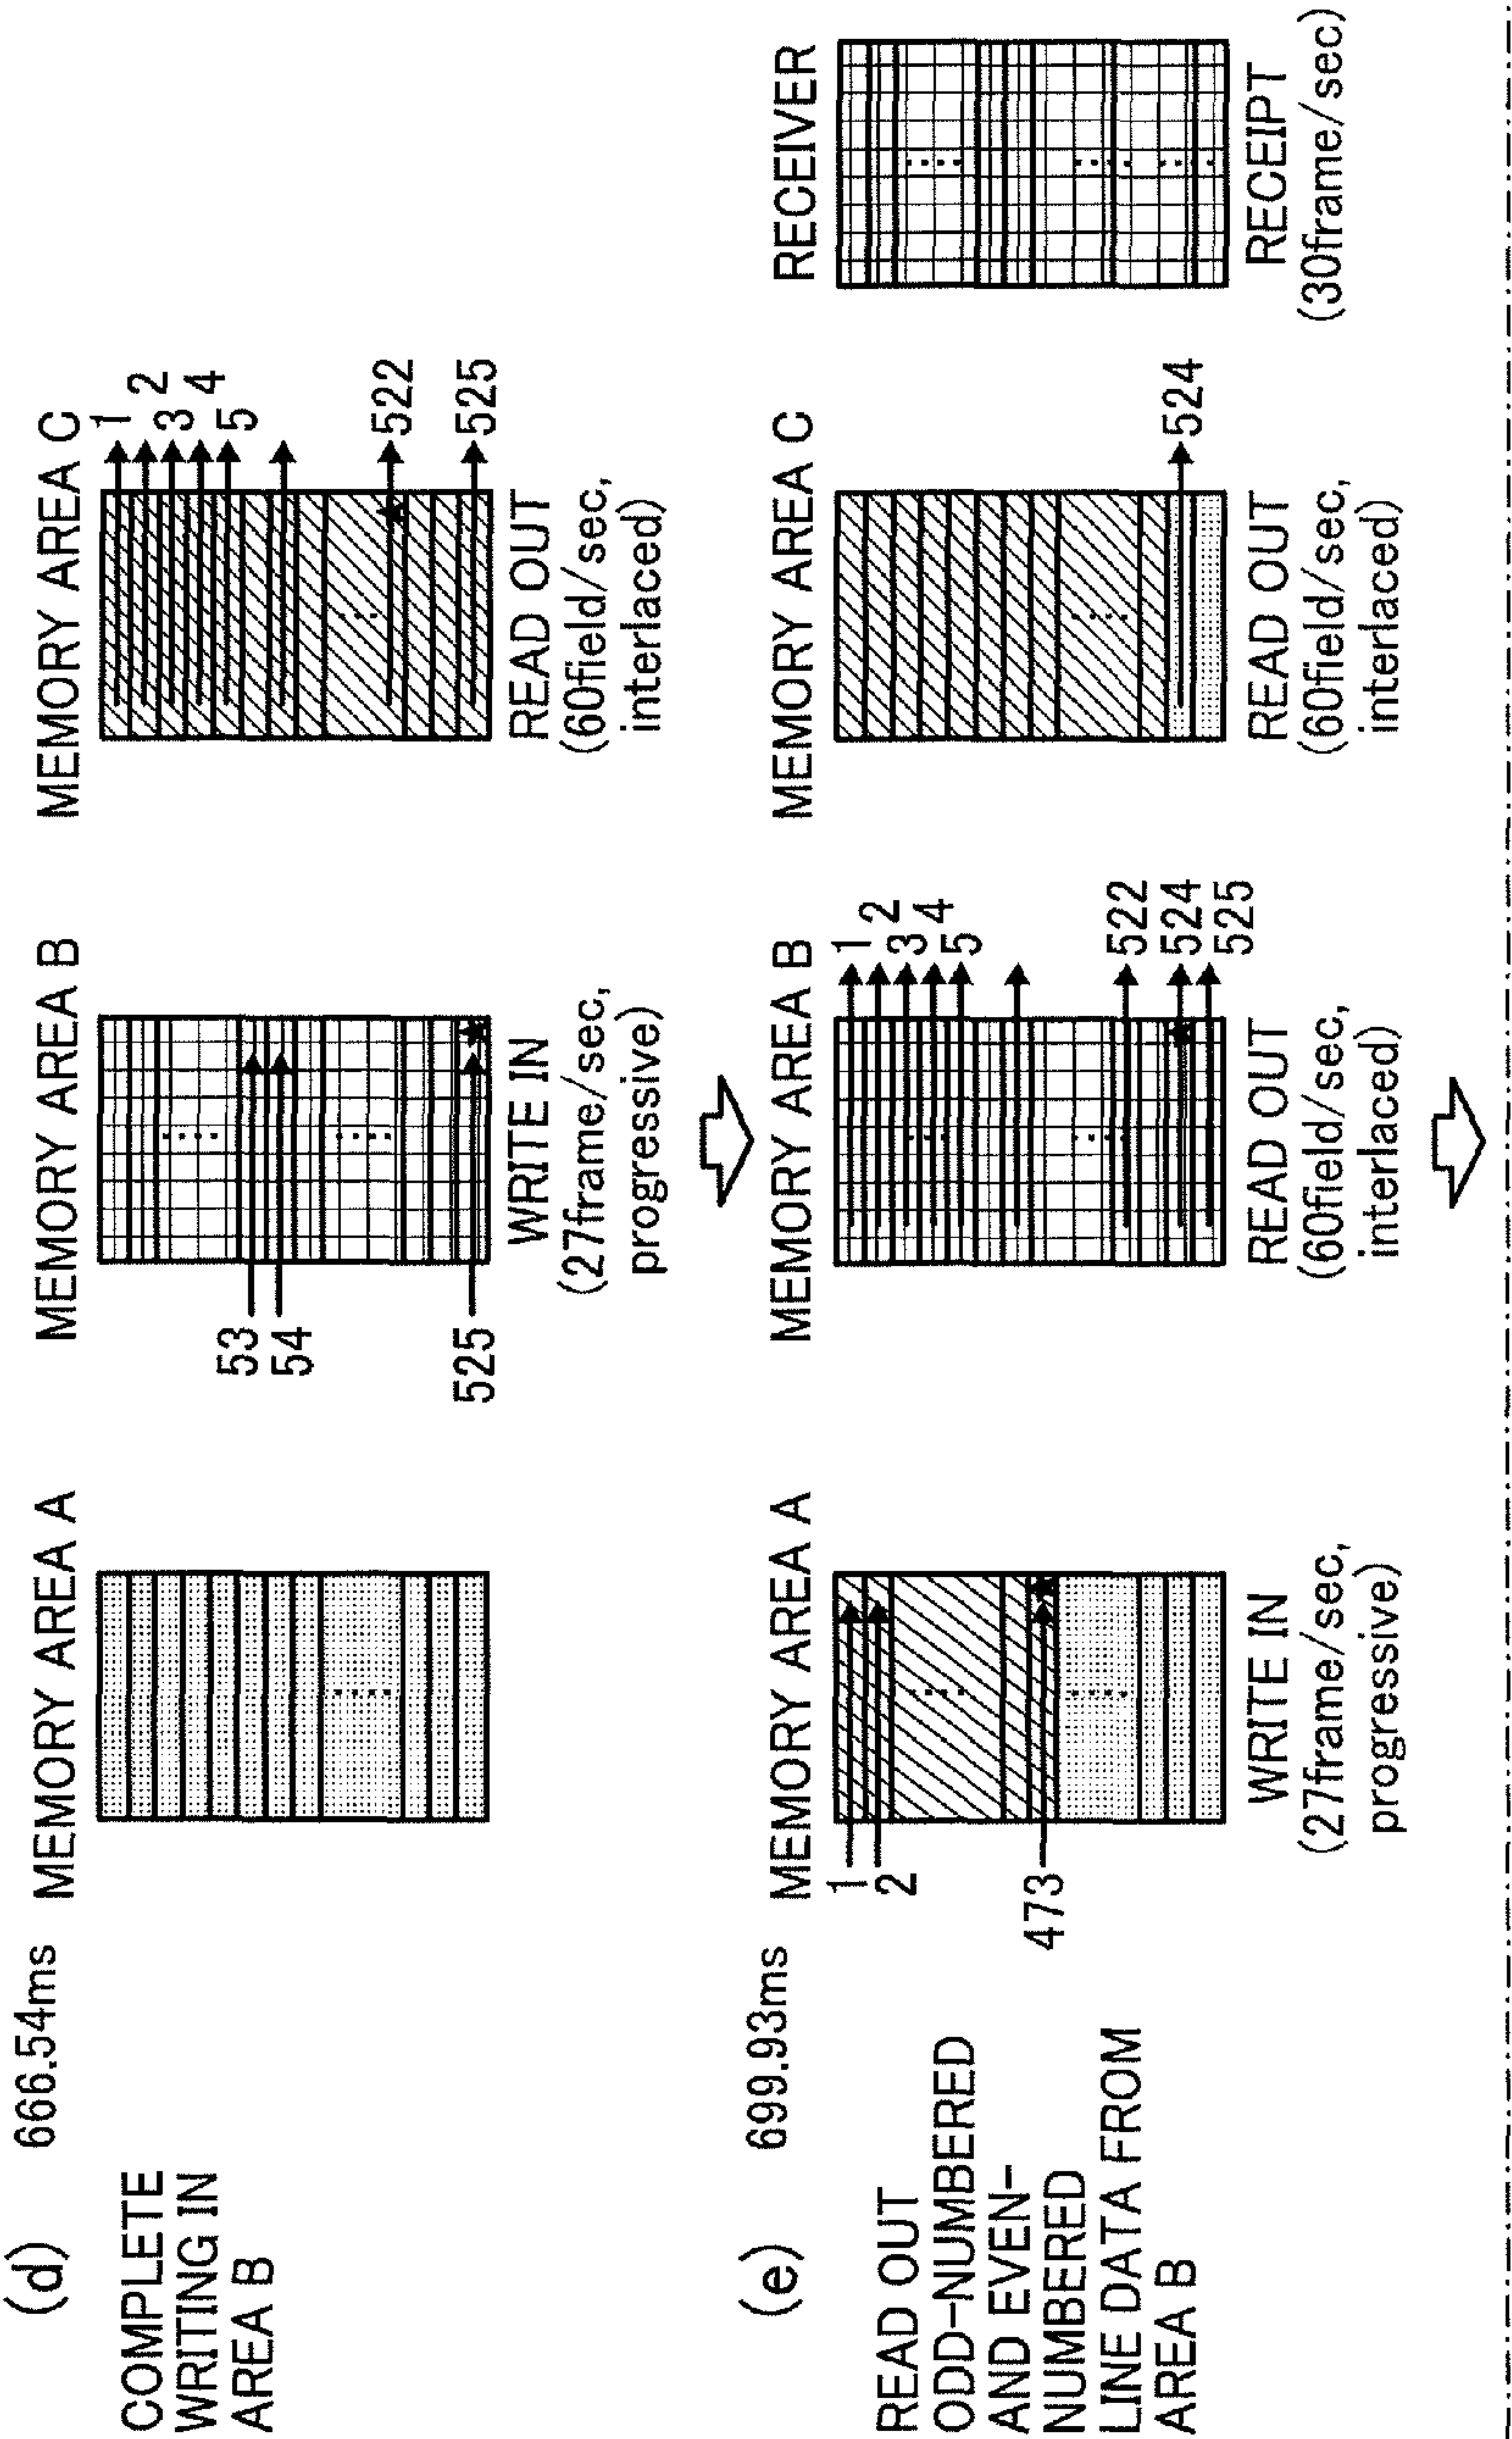 (d) 666.54ms
COMPLETE
WRITING IN
AREA B
MEMORY AREA A
MEMORY AREA B
53
54
525
WRITE IN
(27frame/sec,
progressive)
MEMORY AREA C
1
2
3
4
5
522
525
READ OUT
(60field/sec,
interlaced)
(e) 699.93ms
READ OUT
ODD-NUMBERED
AND EVEN-
NUMBERED
LINE DATA FROM
AREA B
MEMORY AREA A
1
2
473
WRITE IN
(27frame/sec,
progressive)
MEMORY AREA B
1
2
3
4
5
522
524
525
READ OUT
(60field/sec,
interlaced)
MEMORY AREA C
524
READ OUT
(60field/sec,
interlaced)
RECEIVER
RECEIPT
(30frame/sec)